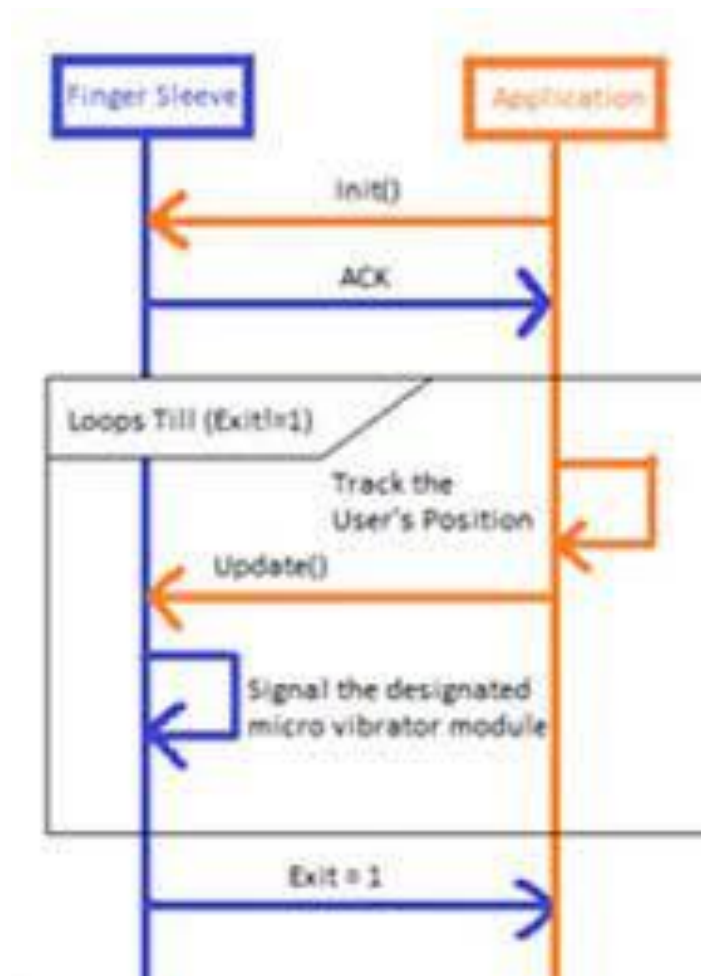 Finger Sleeve
Application
Init()
ACK
Loops Till (Exit!=1)
Track the
User's Position
Update()
Signal the designated
micro vibrator module
Exit = 1